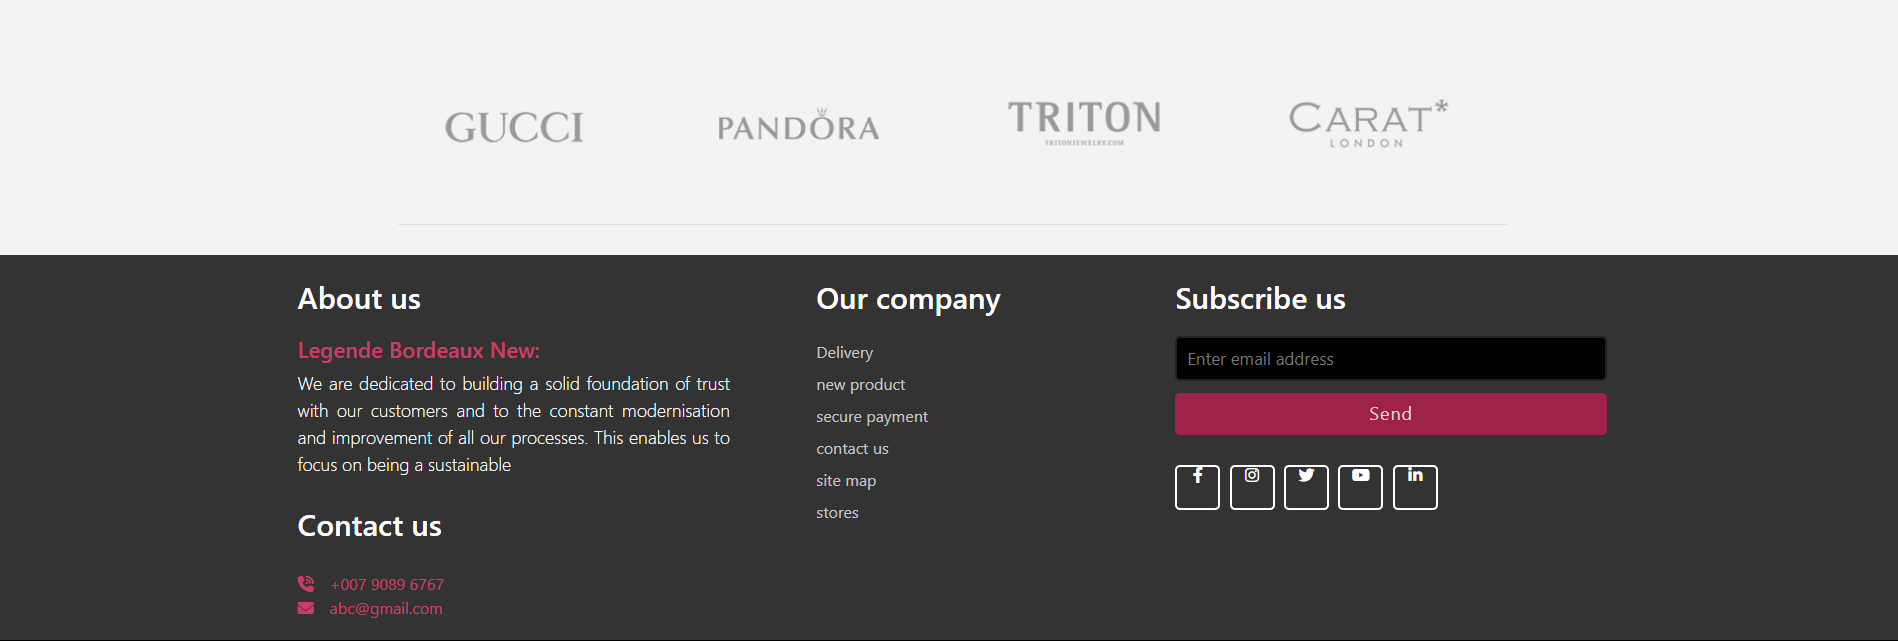 GUCCI
PANDORA
TRITON
TRITONJEWELRY.COM
CARAT*
LONDON
About us
Legende Bordeaux New:
We are dedicated to building a solid foundation of trust
with our customers and to the constant modernisation
and improvement of all our processes. This enables us to
focus on being a sustainable
Contact us
+007 9089 6767
abc@gmail.com
Our company
Delivery
new product
secure payment
contact us
site map
stores
Subscribe us
Enter email address
Send